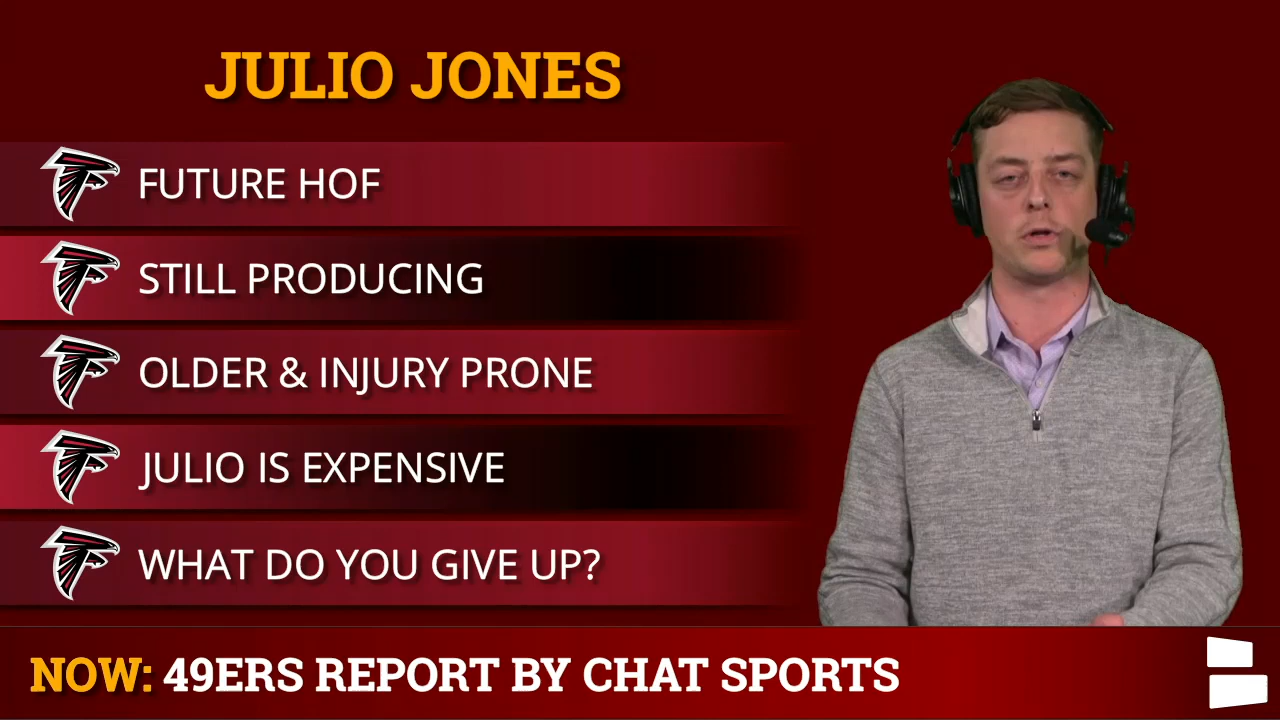 JULIO JONES
FUTURE HOF
STILL PRODUCING
OLDER & INJURY PRONE
JULIO IS EXPENSIVE
WHAT DO YOU GIVE UP?
NOW: 49ERS REPORT BY CHAT SPORTS